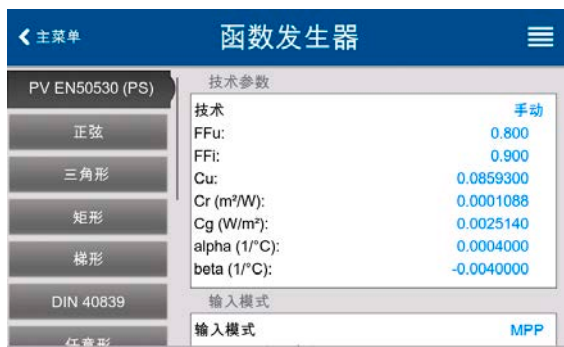 主菜单
函数发生器
PV EN50530 (PS)
正弦
三角形
矩形
梯形
DIN 40839
任意形
技术参数
技术 手动
FFu: 0.800
FFi: 0.900
Cu: 0.0859300
Cr (m²/W): 0.0001088
Cg (W/m²): 0.0025140
alpha (1/°C): 0.0004000
beta (1/°C): -0.0040000
输入模式
输入模式 MPP